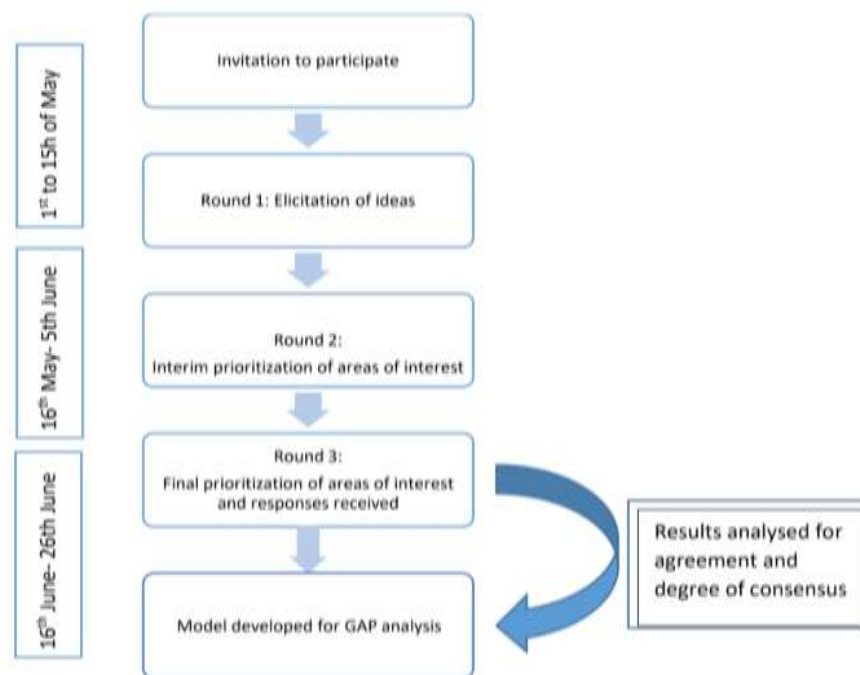 Invitation to participate
1st to 15h of May
Round 1: Elicitation of ideas
16th May- 5th June
Round 2:
Interim prioritization of areas of interest
Round 3:
Final prioritization of areas of interest
and responses received
16th June- 26th June
Results analysed for
agreement and
degree of consensus
Model developed for GAP analysis